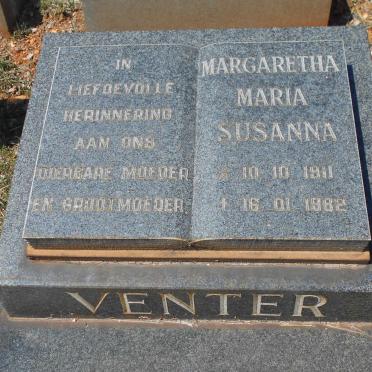 IN
LIEFDEVOLLE
HERINNERING
AAN ONS
DIERBARE MOEDER
EN GROOTMOEDER
MARGARETHA
MARIA
SUSANNA
* 10 10 1911
† 16 01 1982
VENTER